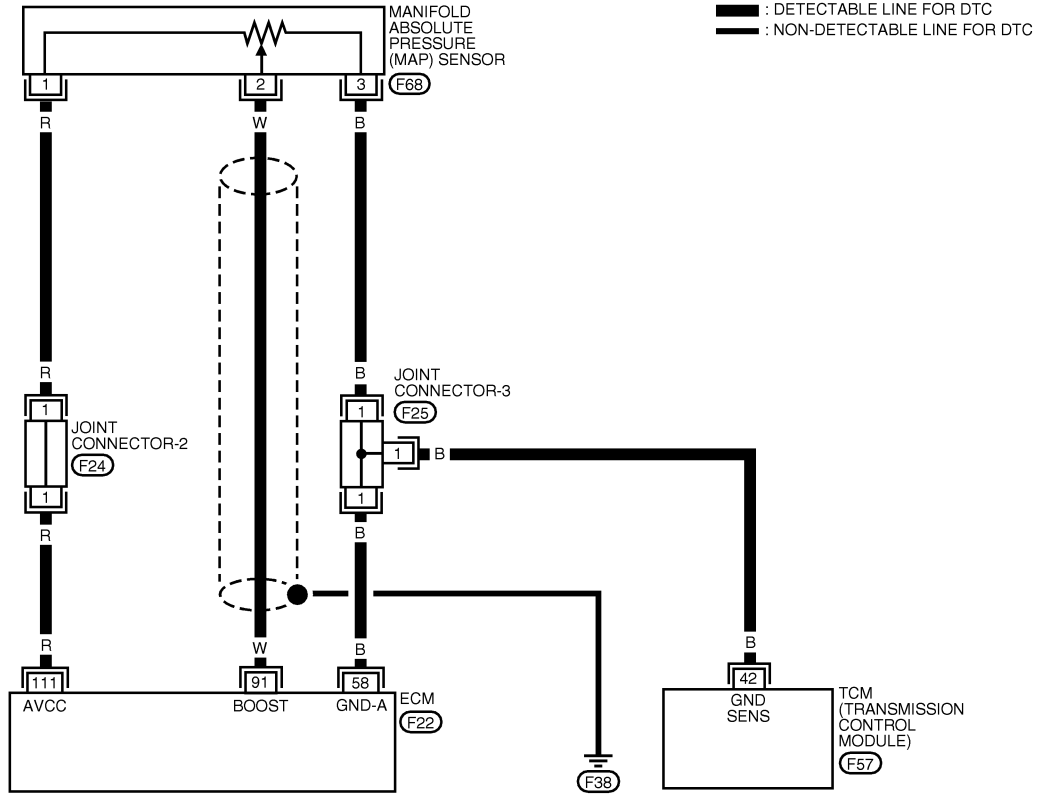 MANIFOLD
ABSOLUTE
PRESSURE
(MAP) SENSOR
F68
: DETECTABLE LINE FOR DTC
: NON-DETECTABLE LINE FOR DTC
1
2
3
R
W
B
R
B
JOINT
CONNECTOR-3
F25
1
1
JOINT
CONNECTOR-2
F24
1
B
1
1
R
B
R
W
B
B
111
91
58
42
AVCC
BOOST
GND-A
ECM
F22
GND
SENS
TCM
(TRANSMISSION
CONTROL
MODULE)
F57
F38